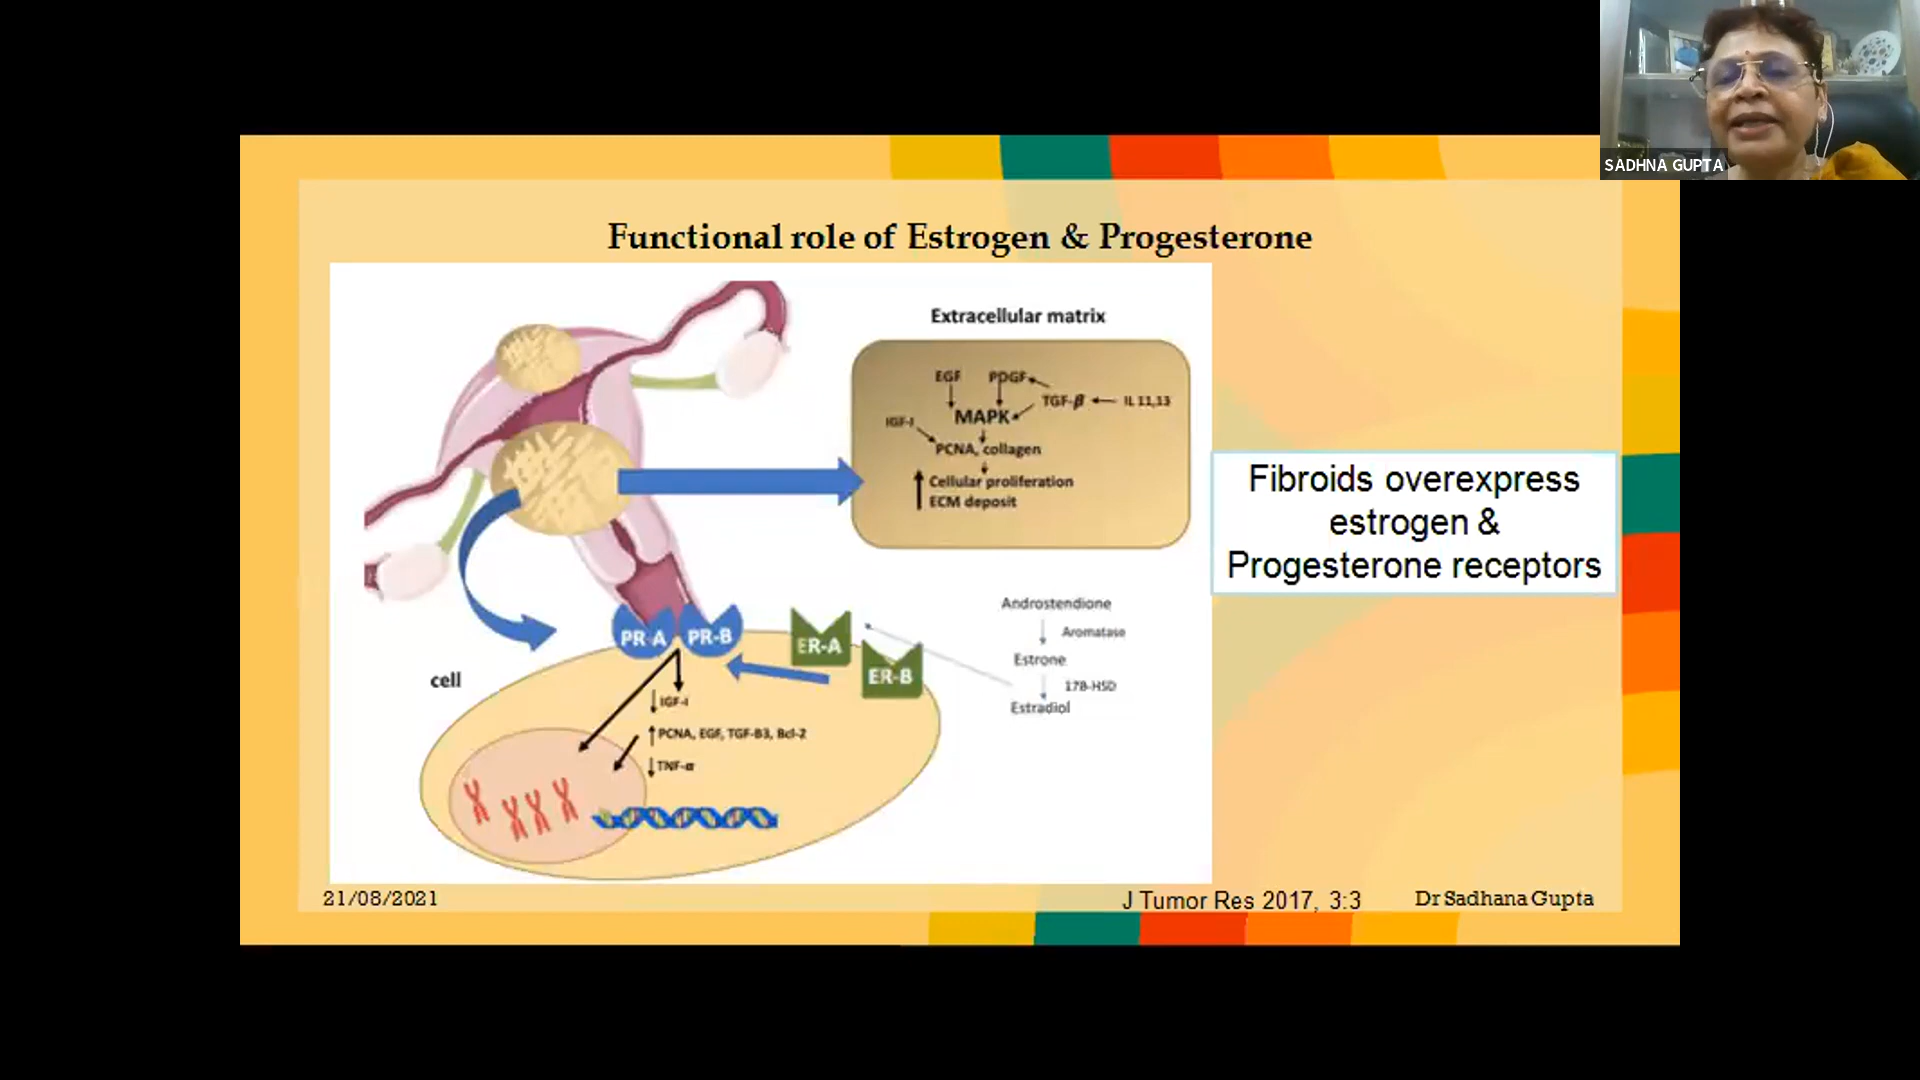 SADHNA GUPTA
Functional role of Estrogen & Progesterone
Extracellular matrix
EGF PDGF
TGF-β IL 11,13
MAPK
IGF-I
PCNA, collagen
Cellular proliferation
ECM deposit
Fibroids overexpress
estrogen &
Progesterone receptors
Androstendione
Aromatase
Estrone
17B-HSD
Estradiol
PR-A PR-B
ER-A
ER-B
cell
IGF-I
PCNA, EGF, TGF-B3, Bcl-2
TNF-α
21/08/2021
J Tumor Res 2017, 3:3
Dr Sadhana Gupta